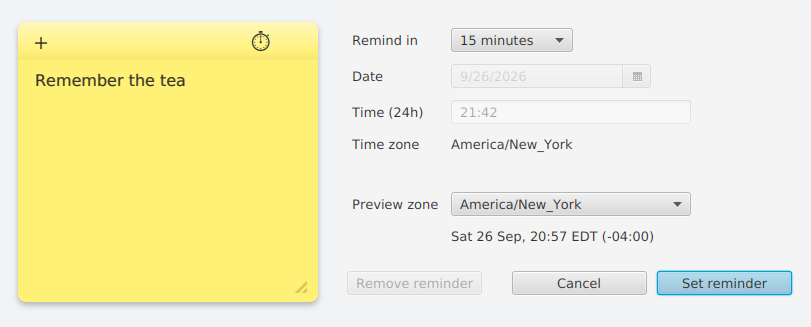 +
Remember the tea
Remind in 15 minutes
Date 9/26/2026
Time (24h) 21:42
Time zone America/New_York
Preview zone America/New_York
Sat 26 Sep, 20:57 EDT (-04:00)
Remove reminder Cancel Set reminder